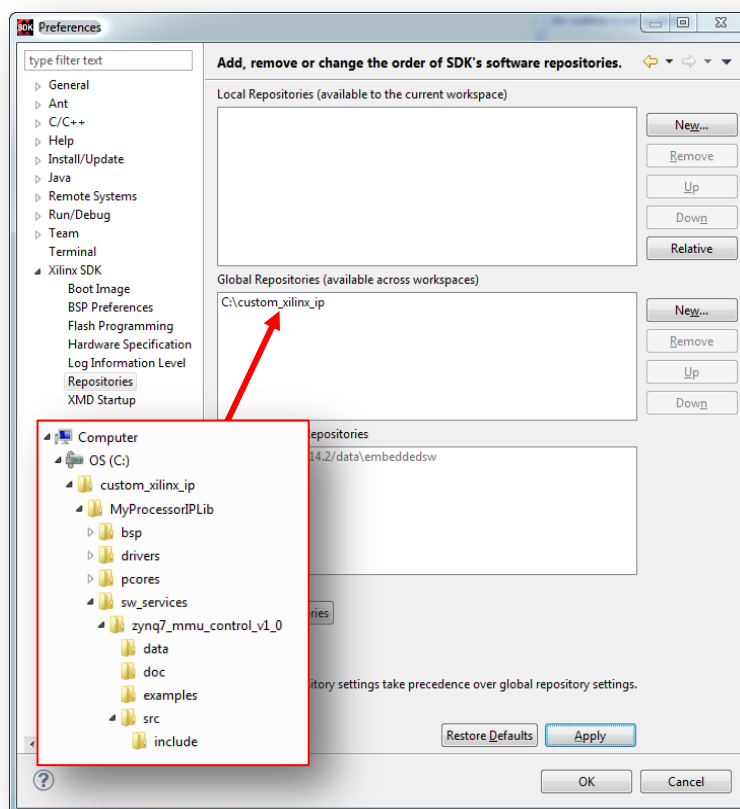 SDK Preferences
type filter text
Add, remove or change the order of SDK's software repositories.
General
Ant
C/C++
Help
Install/Update
Java
Remote Systems
Run/Debug
Team
Terminal
Xilinx SDK
Boot Image
BSP Preferences
Flash Programming
Hardware Specification
Log Information Level
Repositories
XMD Startup
Local Repositories (available to the current workspace)
New...
Remove
Up
Down
Relative
Global Repositories (available across workspaces)
C:\custom_xilinx_ip
New...
Remove
Up
Down
epositories
14.2/data\embeddedsw
ries
itory settings take precedence over global repository settings.
Computer
OS (C:)
custom_xilinx_ip
MyProcessorIPLib
bsp
drivers
pcores
sw_services
zynq7_mmu_control_v1_0
data
doc
examples
src
include
Restore Defaults
Apply
?
OK
Cancel